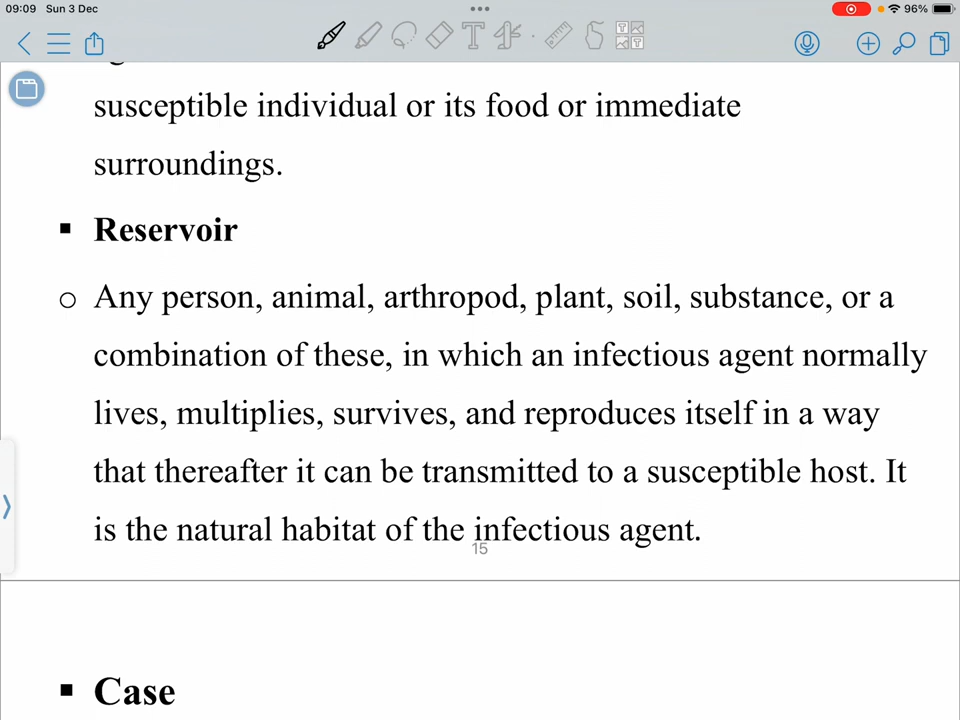 09:09 Sun 3 Dec 96%
susceptible individual or its food or immediate
surroundings.
▪ Reservoir
o Any person, animal, arthropod, plant, soil, substance, or a
combination of these, in which an infectious agent normally
lives, multiplies, survives, and reproduces itself in a way
that thereafter it can be transmitted to a susceptible host. It
is the natural habitat of the infectious agent.
15
▪ Case